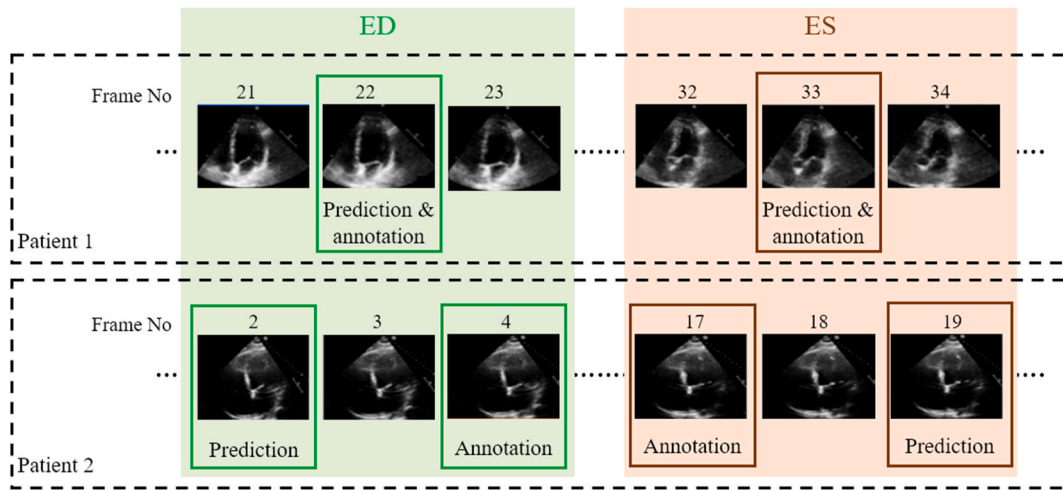 ED ES
Frame No 21 22 23 32 33 34
... ...... ....
Prediction & Prediction &
annotation annotation
Patient 1
Frame No 2 3 4 17 18 19
... ...... ....
Prediction Annotation Annotation Prediction
Patient 2